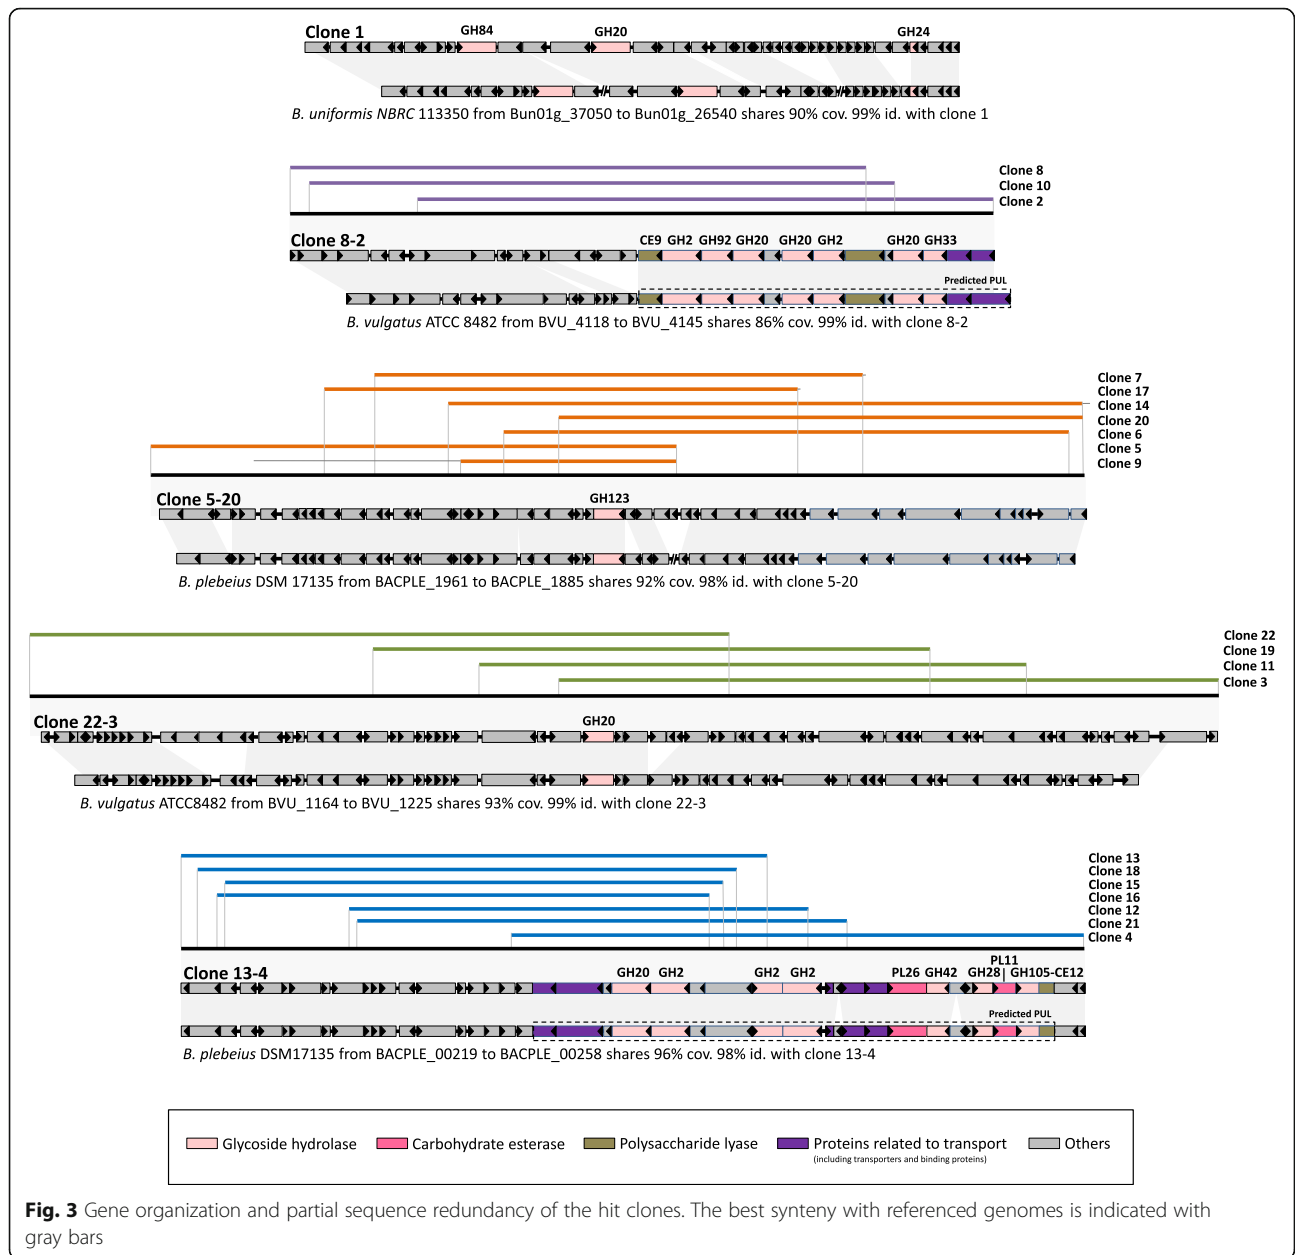 Clone 1
GH84 GH20 GH24
B. uniformis NBRC 113350 from Bun01g_37050 to Bun01g_26540 shares 90% cov. 99% id. with clone 1
Clone 8
Clone 10
Clone 2
Clone 8-2
CE9 GH2 GH92 GH20 GH20 GH2 GH20 GH33
Predicted PUL
B. vulgatus ATCC 8482 from BVU_4118 to BVU_4145 shares 86% cov. 99% id. with clone 8-2
Clone 7
Clone 17
Clone 14
Clone 20
Clone 6
Clone 5
Clone 9
Clone 5-20
GH123
B. plebeius DSM 17135 from BACPLE_1961 to BACPLE_1885 shares 92% cov. 98% id. with clone 5-20
Clone 22
Clone 19
Clone 11
Clone 3
Clone 22-3
GH20
B. vulgatus ATCC8482 from BVU_1164 to BVU_1225 shares 93% cov. 99% id. with clone 22-3
Clone 13
Clone 18
Clone 15
Clone 16
Clone 12
Clone 21
Clone 4
PL11
Clone 13-4
GH20 GH2 GH2 GH2 PL26 GH42 GH28 GH105-CE12
Predicted PUL
B. plebeius DSM17135 from BACPLE_00219 to BACPLE_00258 shares 96% cov. 98% id. with clone 13-4
Glycoside hydrolase Carbohydrate esterase Polysaccharide lyase Proteins related to transport Others
(including transporters and binding proteins)
Fig. 3 Gene organization and partial sequence redundancy of the hit clones. The best synteny with referenced genomes is indicated with
gray bars